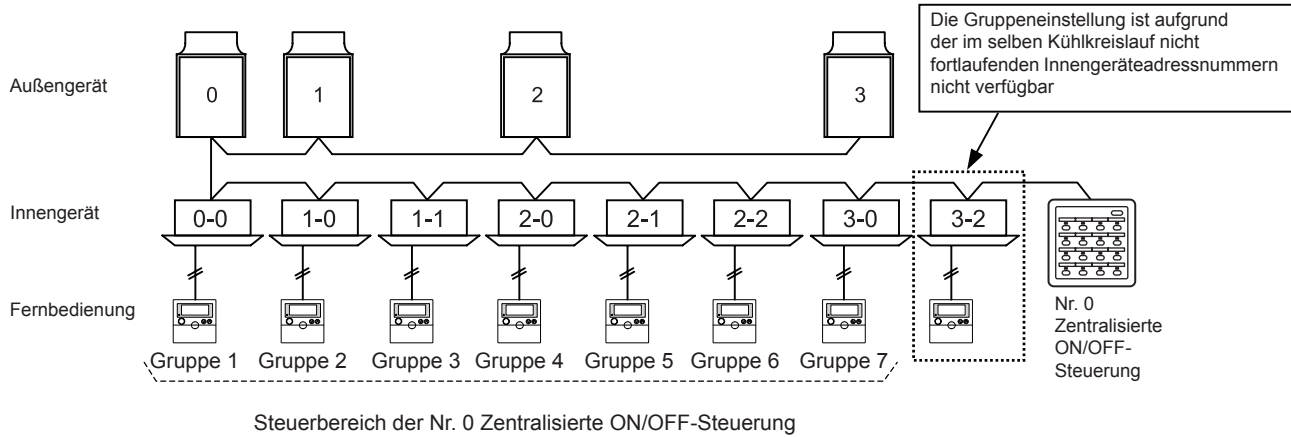 Die Gruppeneinstellung ist aufgrund
der im selben Kühlkreislauf nicht
fortlaufenden Innengeräteadressnummern
nicht verfügbar
Außengerät
0
1
2
3
Innengerät
0-0
1-0
1-1
2-0
2-1
2-2
3-0
3-2
Fernbedienung
Gruppe 1
Gruppe 2
Gruppe 3
Gruppe 4
Gruppe 5
Gruppe 6
Gruppe 7
Nr. 0
Zentralisierte
ON/OFF-
Steuerung
Steuerbereich der Nr. 0 Zentralisierte ON/OFF-Steuerung